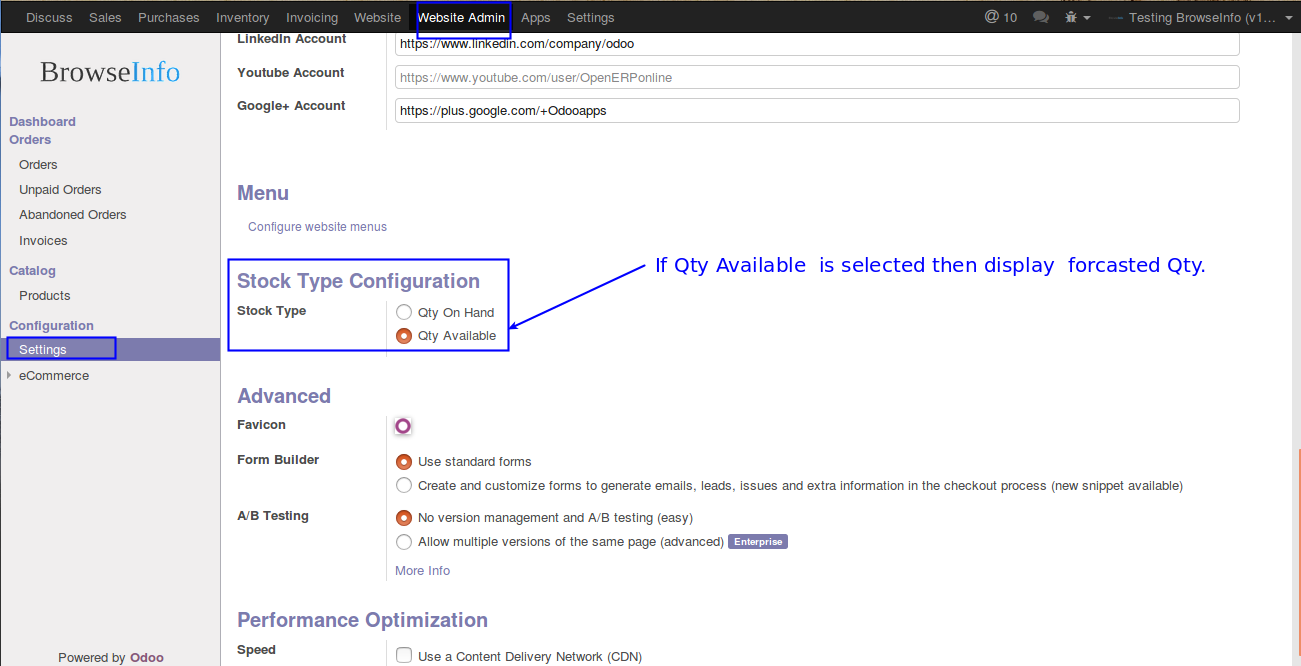 Discuss Sales Purchases Inventory Invoicing Website Website Admin Apps Settings @ 10 Testing BrowseInfo (v1...
BrowseInfo
Dashboard
Orders
Orders
Unpaid Orders
Abandoned Orders
Invoices
Catalog
Products
Configuration
Settings
eCommerce
Powered by Odoo
LinkedIn Account https://www.linkedin.com/company/odoo
Youtube Account https://www.youtube.com/user/OpenERPonline
Google+ Account https://plus.google.com/+Odooapps
Menu
Configure website menus
Stock Type Configuration
Stock Type Qty On Hand
Qty Available
If Qty Available is selected then display forcasted Qty.
Advanced
Favicon
Form Builder Use standard forms
Create and customize forms to generate emails, leads, issues and extra information in the checkout process (new snippet available)
A/B Testing No version management and A/B testing (easy)
Allow multiple versions of the same page (advanced) Enterprise
More Info
Performance Optimization
Speed Use a Content Delivery Network (CDN)